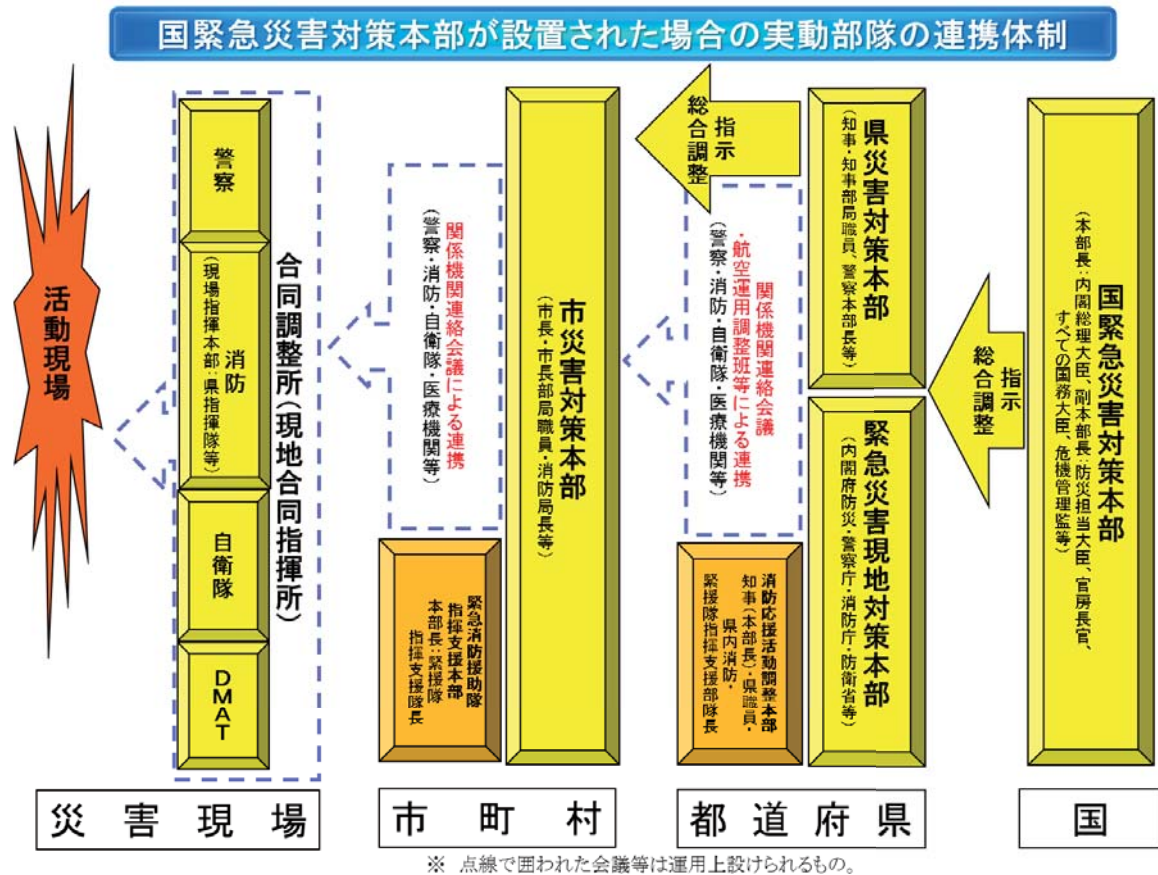 国緊急災害対策本部が設置された場合の実動部隊の連携体制
国緊急災害対策本部
(本部長:内閣総理大臣、副本部長:防災担当大臣、官房長官、
すべての国務大臣、危機管理監等)
指示
総合調整
県災害対策本部
(知事・知事部局職員、警察本部長等)
緊急災害現地対策本部
(内閣府防災・警察庁・消防庁・防衛省等)
指示
総合調整
関係機関連絡会議
・航空運用調整班等による連携
(警察・消防・自衛隊・医療機関等)
消防応援活動調整本部
知事(本部長)・県職員・
県内消防・
緊援隊指揮支援部隊長
市災害対策本部
(市長・市長部局職員・消防局長等)
関係機関連絡会議による連携
(警察・消防・自衛隊・医療機関等)
緊急消防援助隊
指揮支援本部
本部長:緊援隊
指揮支援隊長
合同調整所(現地合同指揮所)
警察
消防
(現場指揮本部:県指揮隊等)
自衛隊
DMAT
活動現場
災害現場
市町村
都道府県
国
※ 点線で囲われた会議等は運用上設けられるもの。